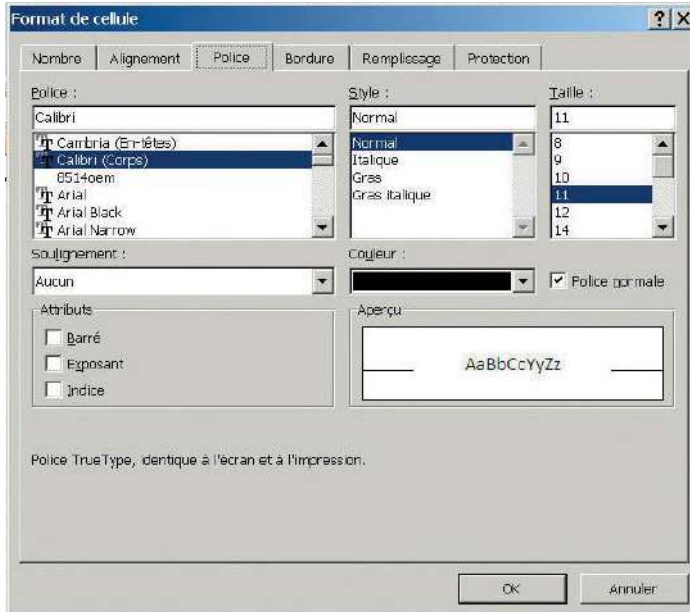 Format de cellule
Nombre Alignement Police Bordure Remplissage Protection
Police : Style : Taille :
Calibri Normal 11
Cambria (En-têtes) Normal 8
Calibri (Corps) Italique 9
8514oem Gras 10
Arial Gras italique 11
Arial Black 12
Arial Narrow 14
Soulignement : Couleur :
Aucun Police normale
Attributs Aperçu
Barré
Exposant AaBbCcYyZz
Indice
Police TrueType, identique à l'écran et à l'impression.
OK Annuler